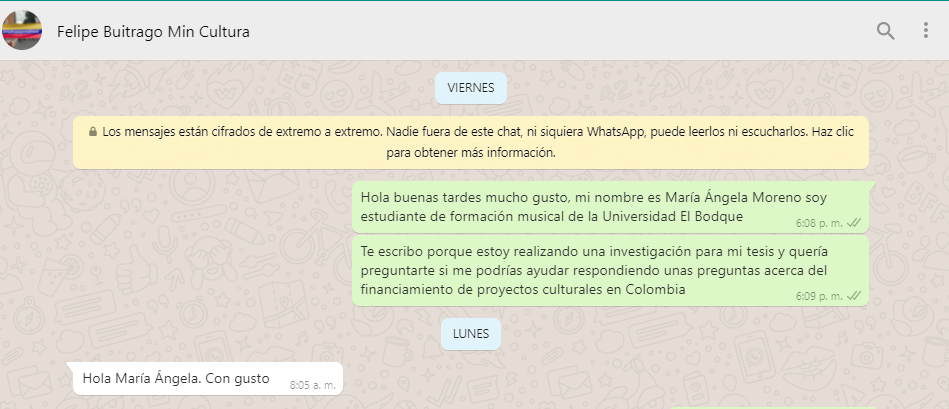 Felipe Buitrago Min Cultura
VIERNES
Los mensajes están cifrados de extremo a extremo. Nadie fuera de este chat, ni siquiera WhatsApp, puede leerlos ni escucharlos. Haz clic
para obtener más información.
Hola buenas tardes mucho gusto, mi nombre es María Ángela Moreno soy
estudiante de formación musical de la Universidad El Bodque
6:08 p. m.
Te escribo porque estoy realizando una investigación para mi tesis y quería
preguntarte si me podrías ayudar respondiendo unas preguntas acerca del
financiamiento de proyectos culturales en Colombia
6:09 p. m.
LUNES
Hola María Ángela. Con gusto
8:05 a. m.